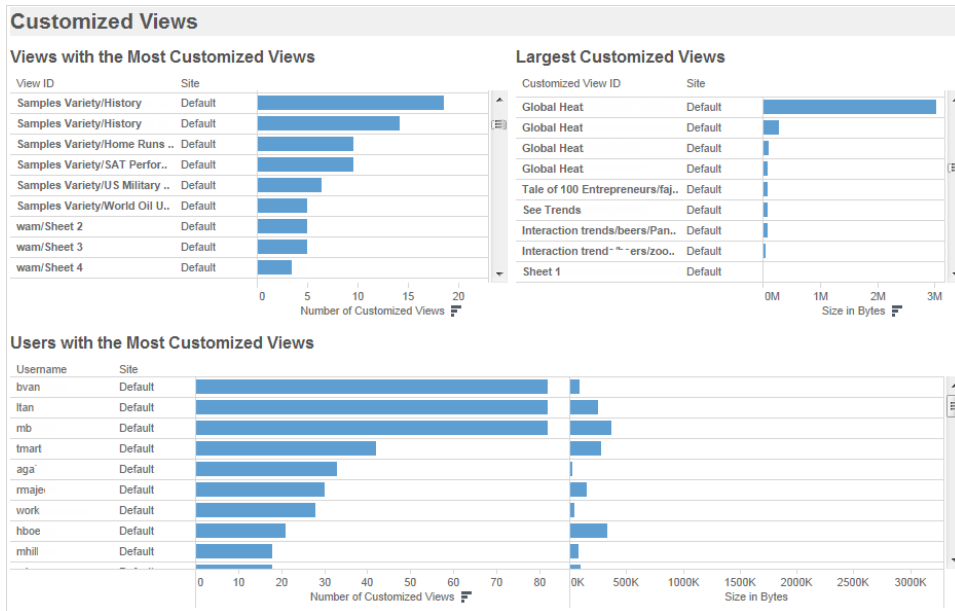 Customized Views
Views with the Most Customized Views
View ID Site
Samples Variety/History Default
Samples Variety/History Default
Samples Variety/Home Runs .. Default
Samples Variety/SAT Perfor.. Default
Samples Variety/US Military .. Default
Samples Variety/World Oil U.. Default
wam/Sheet 2 Default
wam/Sheet 3 Default
wam/Sheet 4 Default
0 5 10 15 20
Number of Customized Views
Largest Customized Views
Customized View ID Site
Global Heat Default
Global Heat Default
Global Heat Default
Global Heat Default
Tale of 100 Entrepreneurs/faj.. Default
See Trends Default
Interaction trends/beers/Pan.. Default
Interaction Default
Sheet 1 Default
0M 1M 2M 3M
Size in Bytes
Users with the Most Customized Views
Username Site
bvan Default
ltan Default
mb Default
tmart Default
aga Default
rmaje Default
work Default
hboe Default
mhill Default
0 10 20 30 40 50 60 70 80
Number of Customized Views
0K 500K 1000K 1500K 2000K 2500K 3000K
Size in Bytes